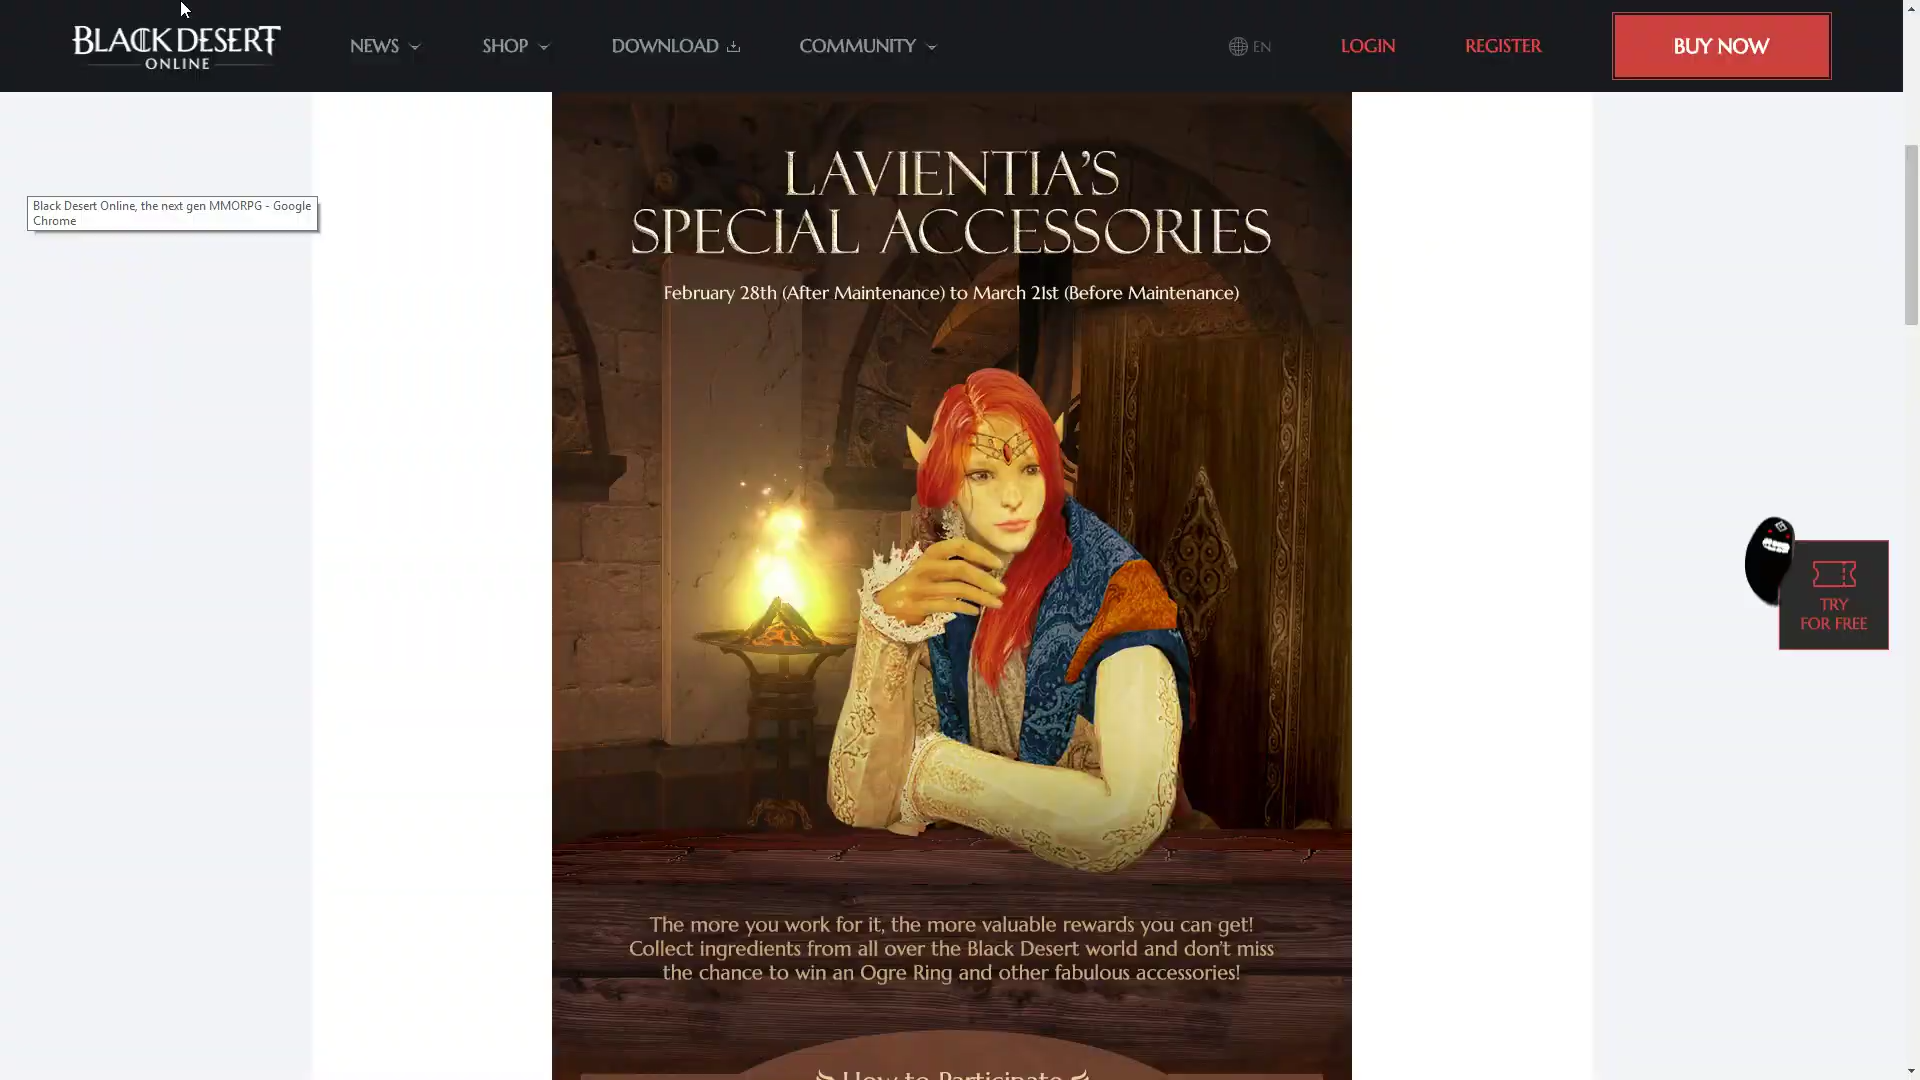 BLACK DESERT
ONLINE
NEWS
SHOP
DOWNLOAD
COMMUNITY
EN
LOGIN
REGISTER
BUY NOW
Black Desert Online, the next gen MMORPG - Google
Chrome
LAVIENTIA'S
SPECIAL ACCESSORIES
February 28th (After Maintenance) to March 21st (Before Maintenance)
TRY
FOR FREE
The more you work for it, the more valuable rewards you can get!
Collect ingredients from all over the Black Desert world and don't miss
the chance to win an Ogre Ring and other fabulous accessories!
How to Participate